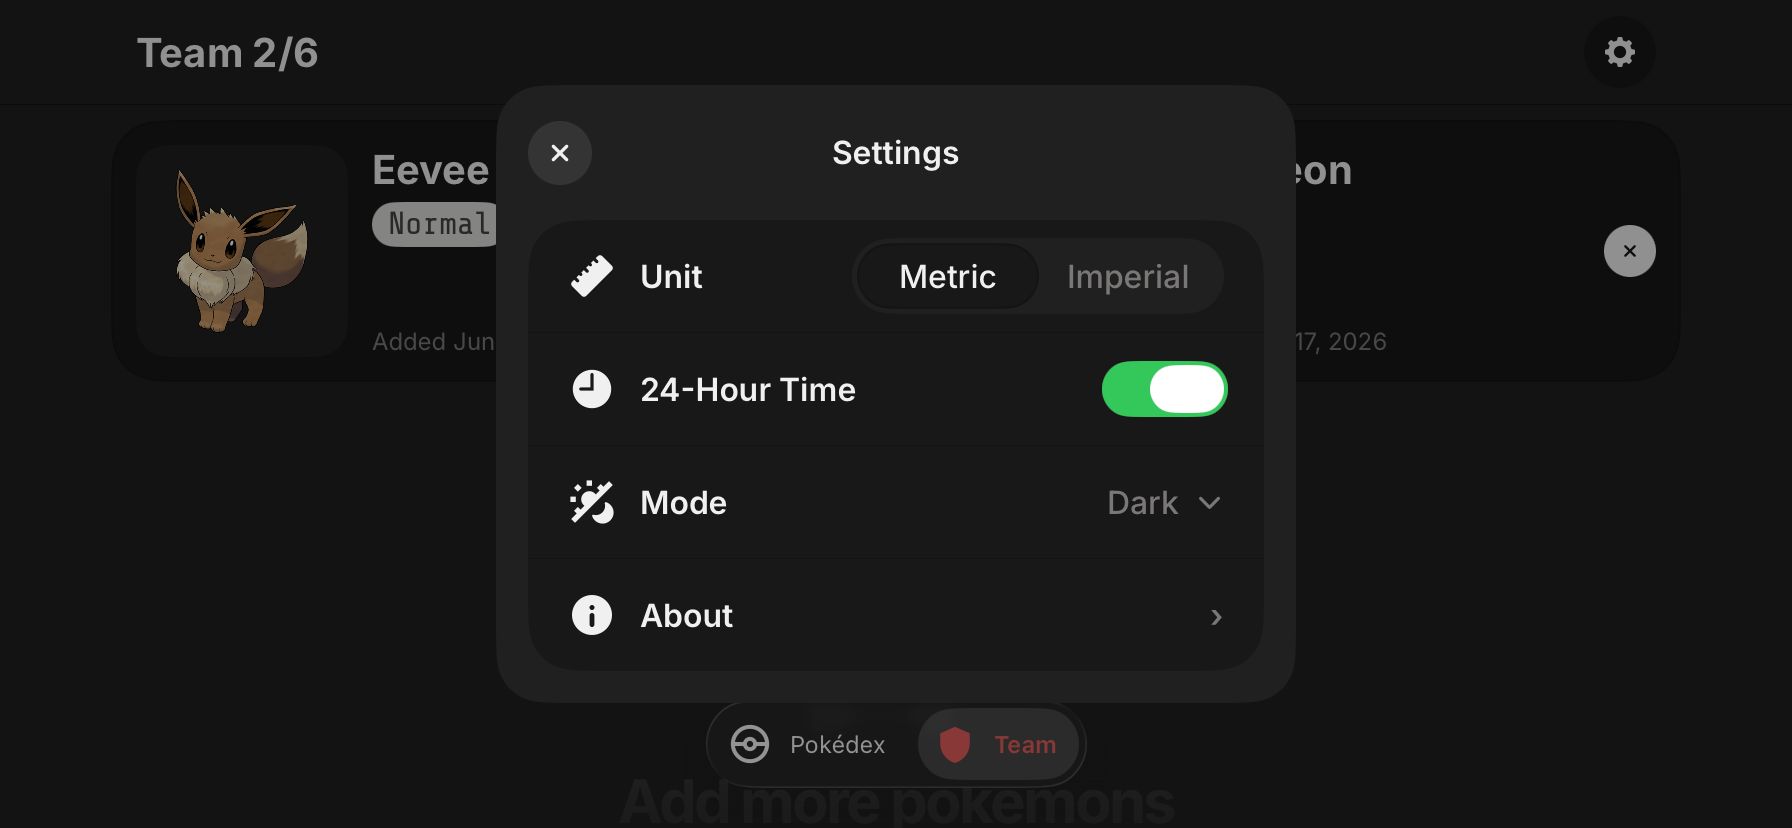 Team 2/6
Settings
Eevee
eon
Normal
Unit
Metric
Imperial
Added Jun
17, 2026
24-Hour Time
Mode
Dark
About
Pokédex
Team
Add more pokemons